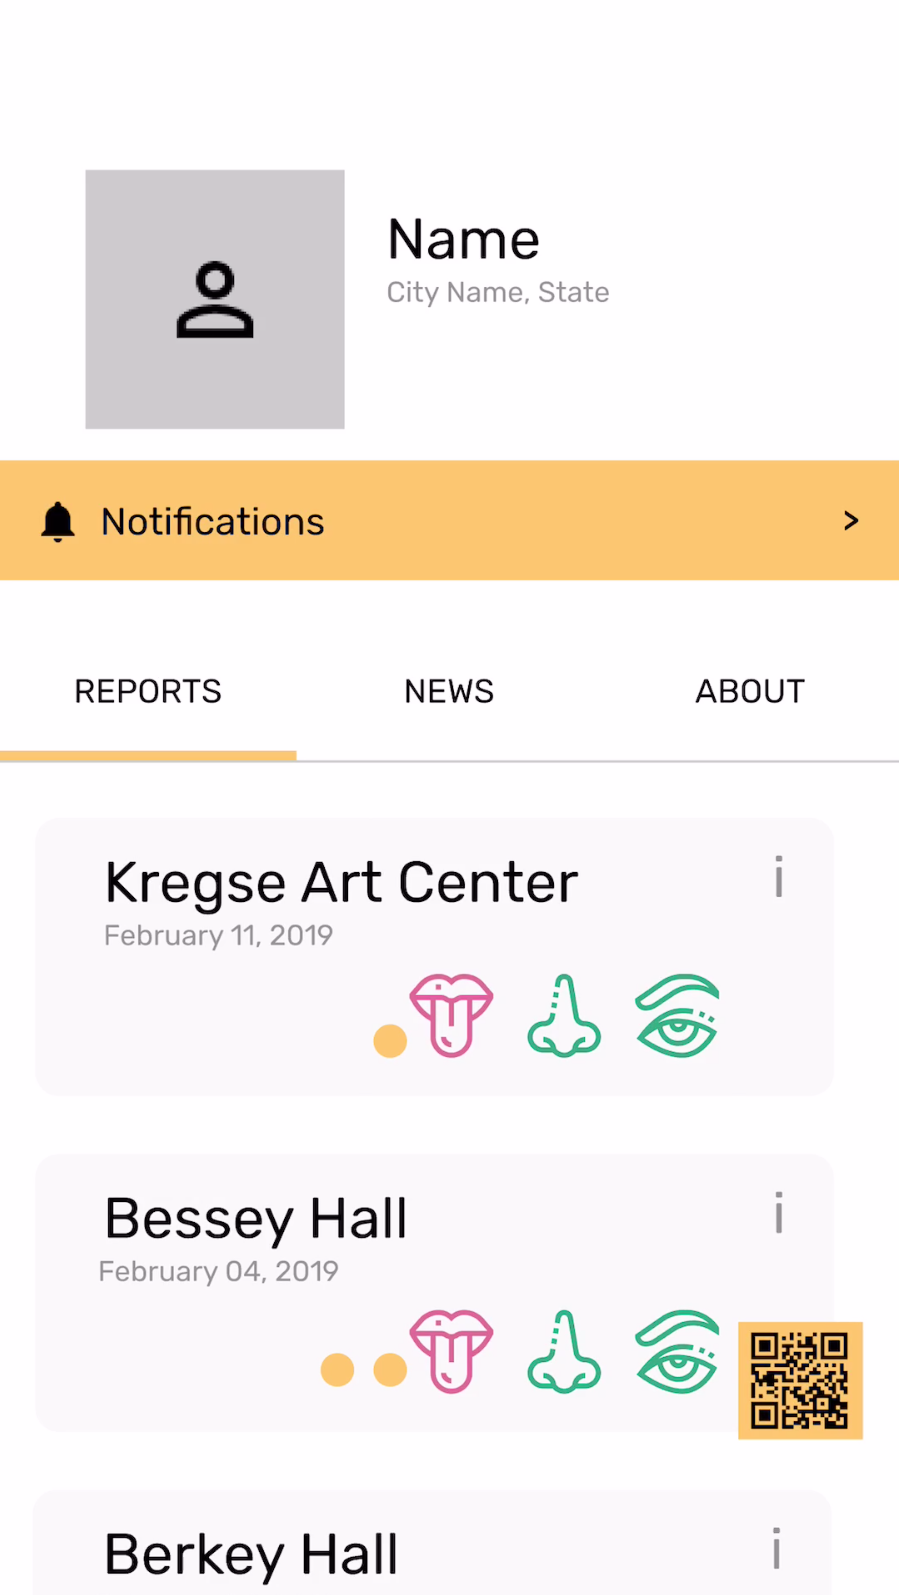 Name
City Name, State
Notifications >
REPORTS NEWS ABOUT
Kregse Art Center i
February 11, 2019
Bessey Hall i
February 04, 2019
Berkey Hall i